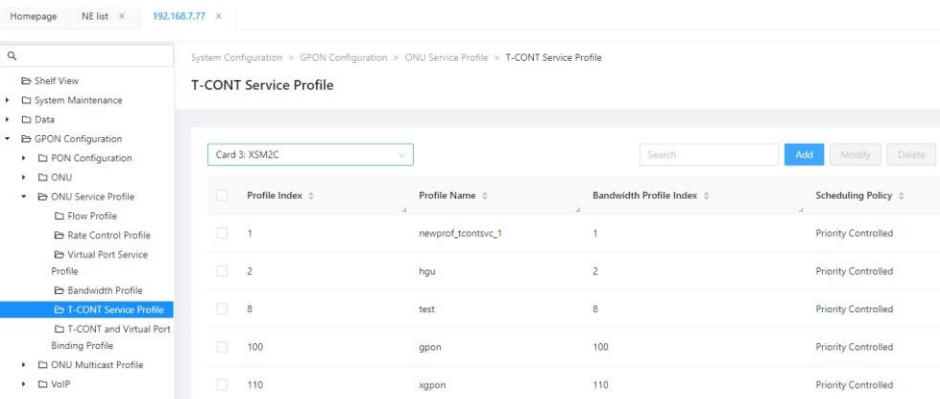 Homepage NE list × 192.168.7.77 ×
System Configuration > GPON Configuration > ONU Service Profile > T-CONT Service Profile
T-CONT Service Profile
Shelf View
System Maintenance
Data
GPON Configuration
PON Configuration
ONU
ONU Service Profile
Flow Profile
Rate Control Profile
Virtual Port Service
Profile
Bandwidth Profile
T-CONT Service Profile
T-CONT and Virtual Port
Binding Profile
ONU Multicast Profile
VoIP
Card 3: XSM2C Search Add Modify Delete
Profile Index Profile Name Bandwidth Profile Index Scheduling Policy
1 newprof_tcontsvc_1 1 Priority Controlled
2 hgu 2 Priority Controlled
8 test 8 Priority Controlled
100 gpon 100 Priority Controlled
110 xgpon 110 Priority Controlled